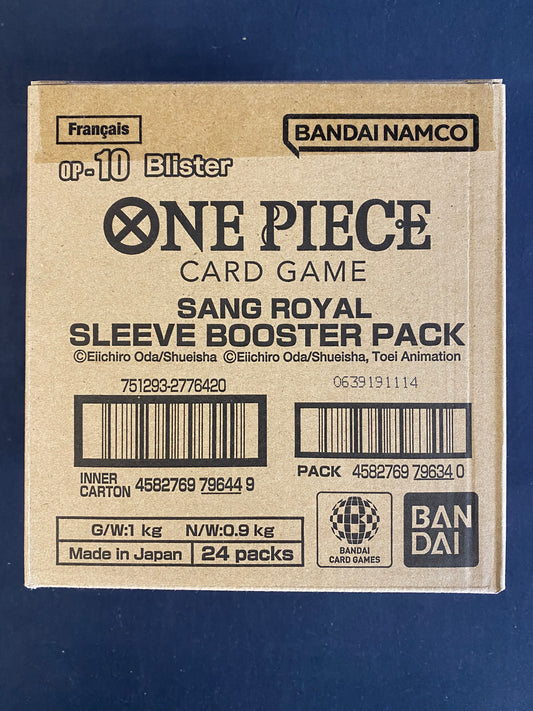 Français
BANDAI NAMCO
OP-10 Blister
ONE PIECE
CARD GAME
SANG ROYAL
SLEEVE BOOSTER PACK
©Eiichiro Oda/Shueisha ©Eiichiro Oda/Shueisha, Toei Animation
751293-2776420
0639191114
INNER CARTON 4582769 79644 9
PACK 4582769 79634 0
G/W:1 kg N/W:0.9 kg
Made in Japan 24 packs
BANDAI
CARD GAMES
BAN
DAI